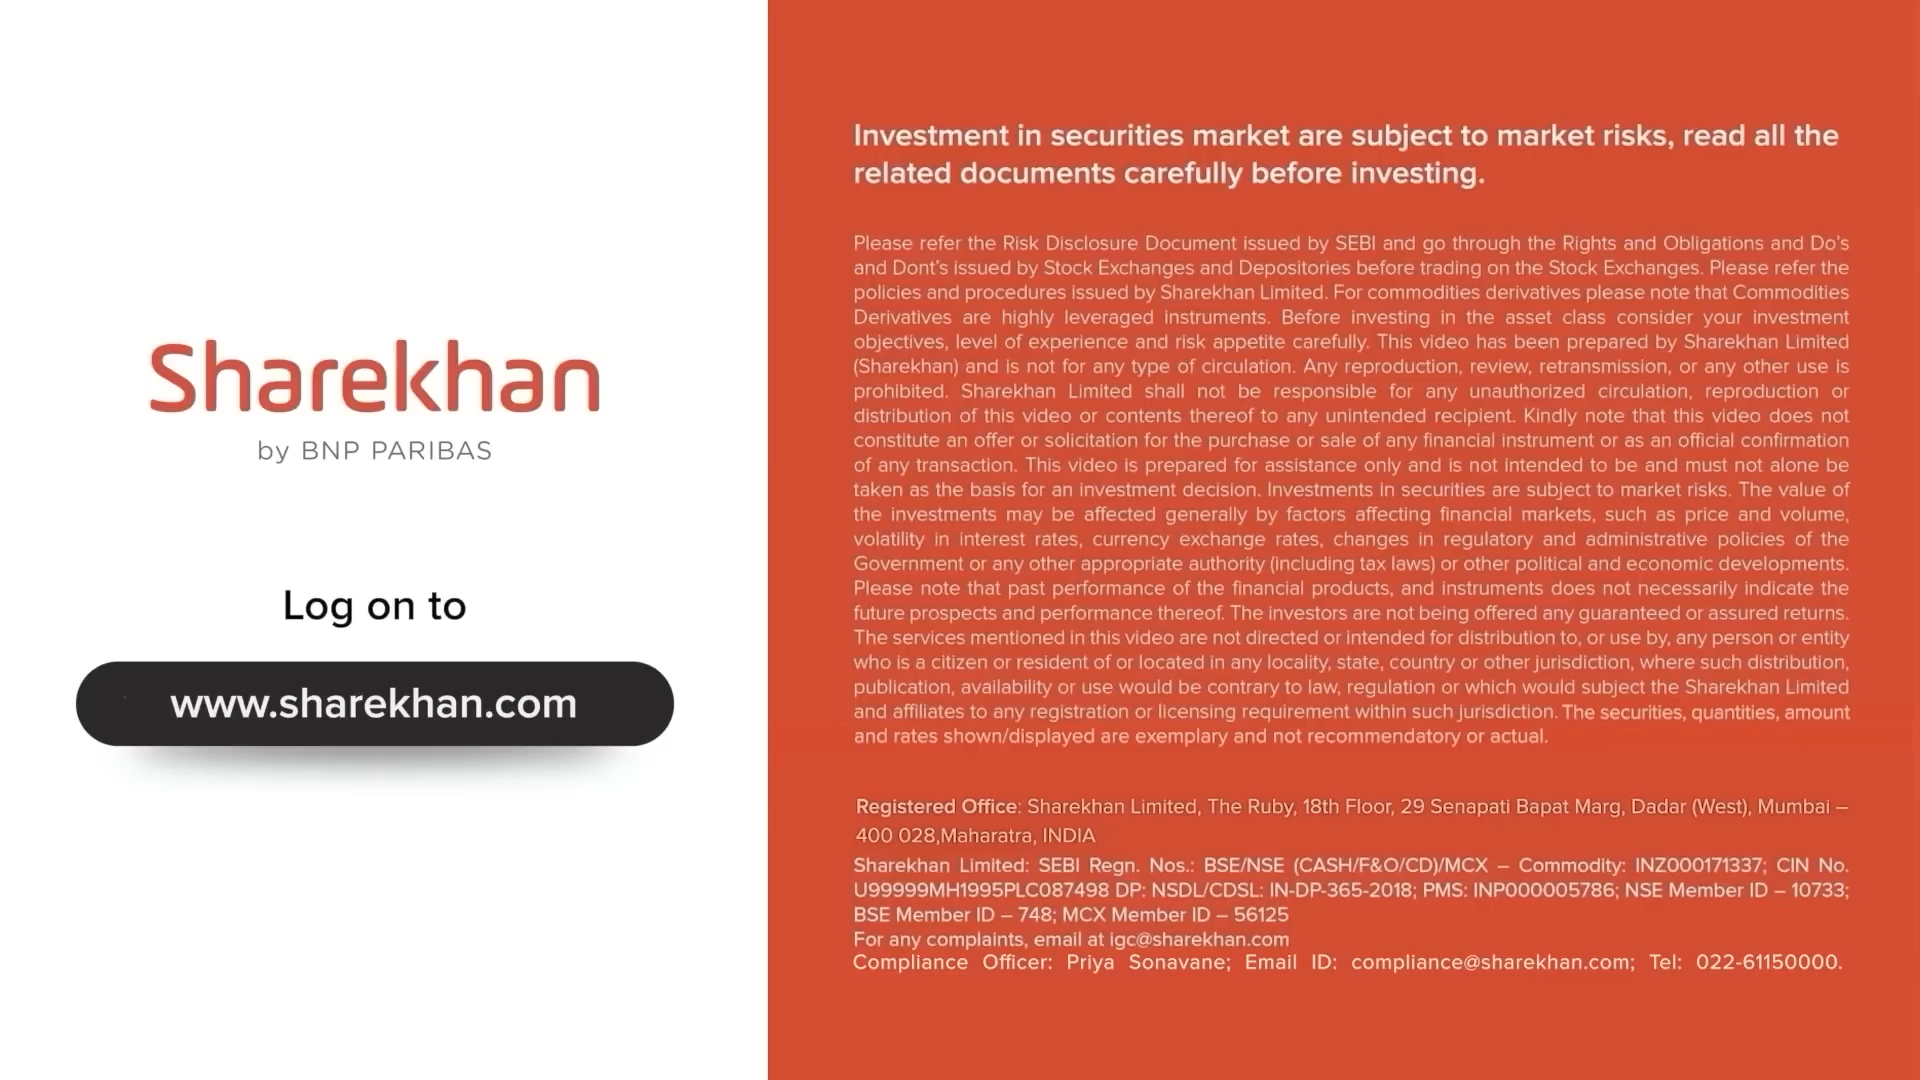 Sharekhan
by BNP PARIBAS
Log on to
www.sharekhan.com
Investment in securities market are subject to market risks, read all the
related documents carefully before investing.
Please refer the Risk Disclosure Document issued by SEBI and go through the Rights and Obligations and Do's
and Dont's issued by Stock Exchanges and Depositories before trading on the Stock Exchanges. Please refer the
policies and procedures issued by Sharekhan Limited. For commodities derivatives please note that Commodities
Derivatives are highly leveraged instruments. Before investing in the asset class consider your investment
objectives, level of experience and risk appetite carefully. This video has been prepared by Sharekhan Limited
(Sharekhan) and is not for any type of circulation. Any reproduction, review, retransmission, or any other use is
prohibited. Sharekhan Limited shall not be responsible for any unauthorized circulation, reproduction or
distribution of this video or contents thereof to any unintended recipient. Kindly note that this video does not
constitute an offer or solicitation for the purchase or sale of any financial instrument or as an official confirmation
of any transaction. This video is prepared for assistance only and is not intended to be and must not alone be
taken as the basis for an investment decision. Investments in securities are subject to market risks. The value of
the investments may be affected generally by factors affecting financial markets, such as price and volume,
volatility in interest rates, currency exchange rates, changes in regulatory and administrative policies of the
Government or any other appropriate authority (including tax laws) or other political and economic developments.
Please note that past performance of the financial products, and instruments does not necessarily indicate the
future prospects and performance thereof. The investors are not being offered any guaranteed or assured returns.
The services mentioned in this video are not directed or intended for distribution to, or use by, any person or entity
who is a citizen or resident of or located in any locality, state, country or other jurisdiction, where such distribution,
publication, availability or use would be contrary to law, regulation or which would subject the Sharekhan Limited
and affiliates to any registration or licensing requirement within such jurisdiction. The securities, quantities, amount
and rates shown/displayed are exemplary and not recommendatory or actual.
Registered Office: Sharekhan Limited, The Ruby, 18th Floor, 29 Senapati Bapat Marg, Dadar (West), Mumbai –
400 028,Maharatra, INDIA
Sharekhan Limited: SEBI Regn. Nos.: BSE/NSE (CASH/F&O/CD)/MCX – Commodity: INZ000171337; CIN No.
U99999MH1995PLC087498 DP: NSDL/CDSL: IN-DP-365-2018; PMS: INP000005786; NSE Member ID – 10733;
BSE Member ID – 748; MCX Member ID – 56125
For any complaints, email at igc@sharekhan.com
Compliance Officer: Priya Sonavane; Email ID: compliance@sharekhan.com; Tel: 022-61150000.